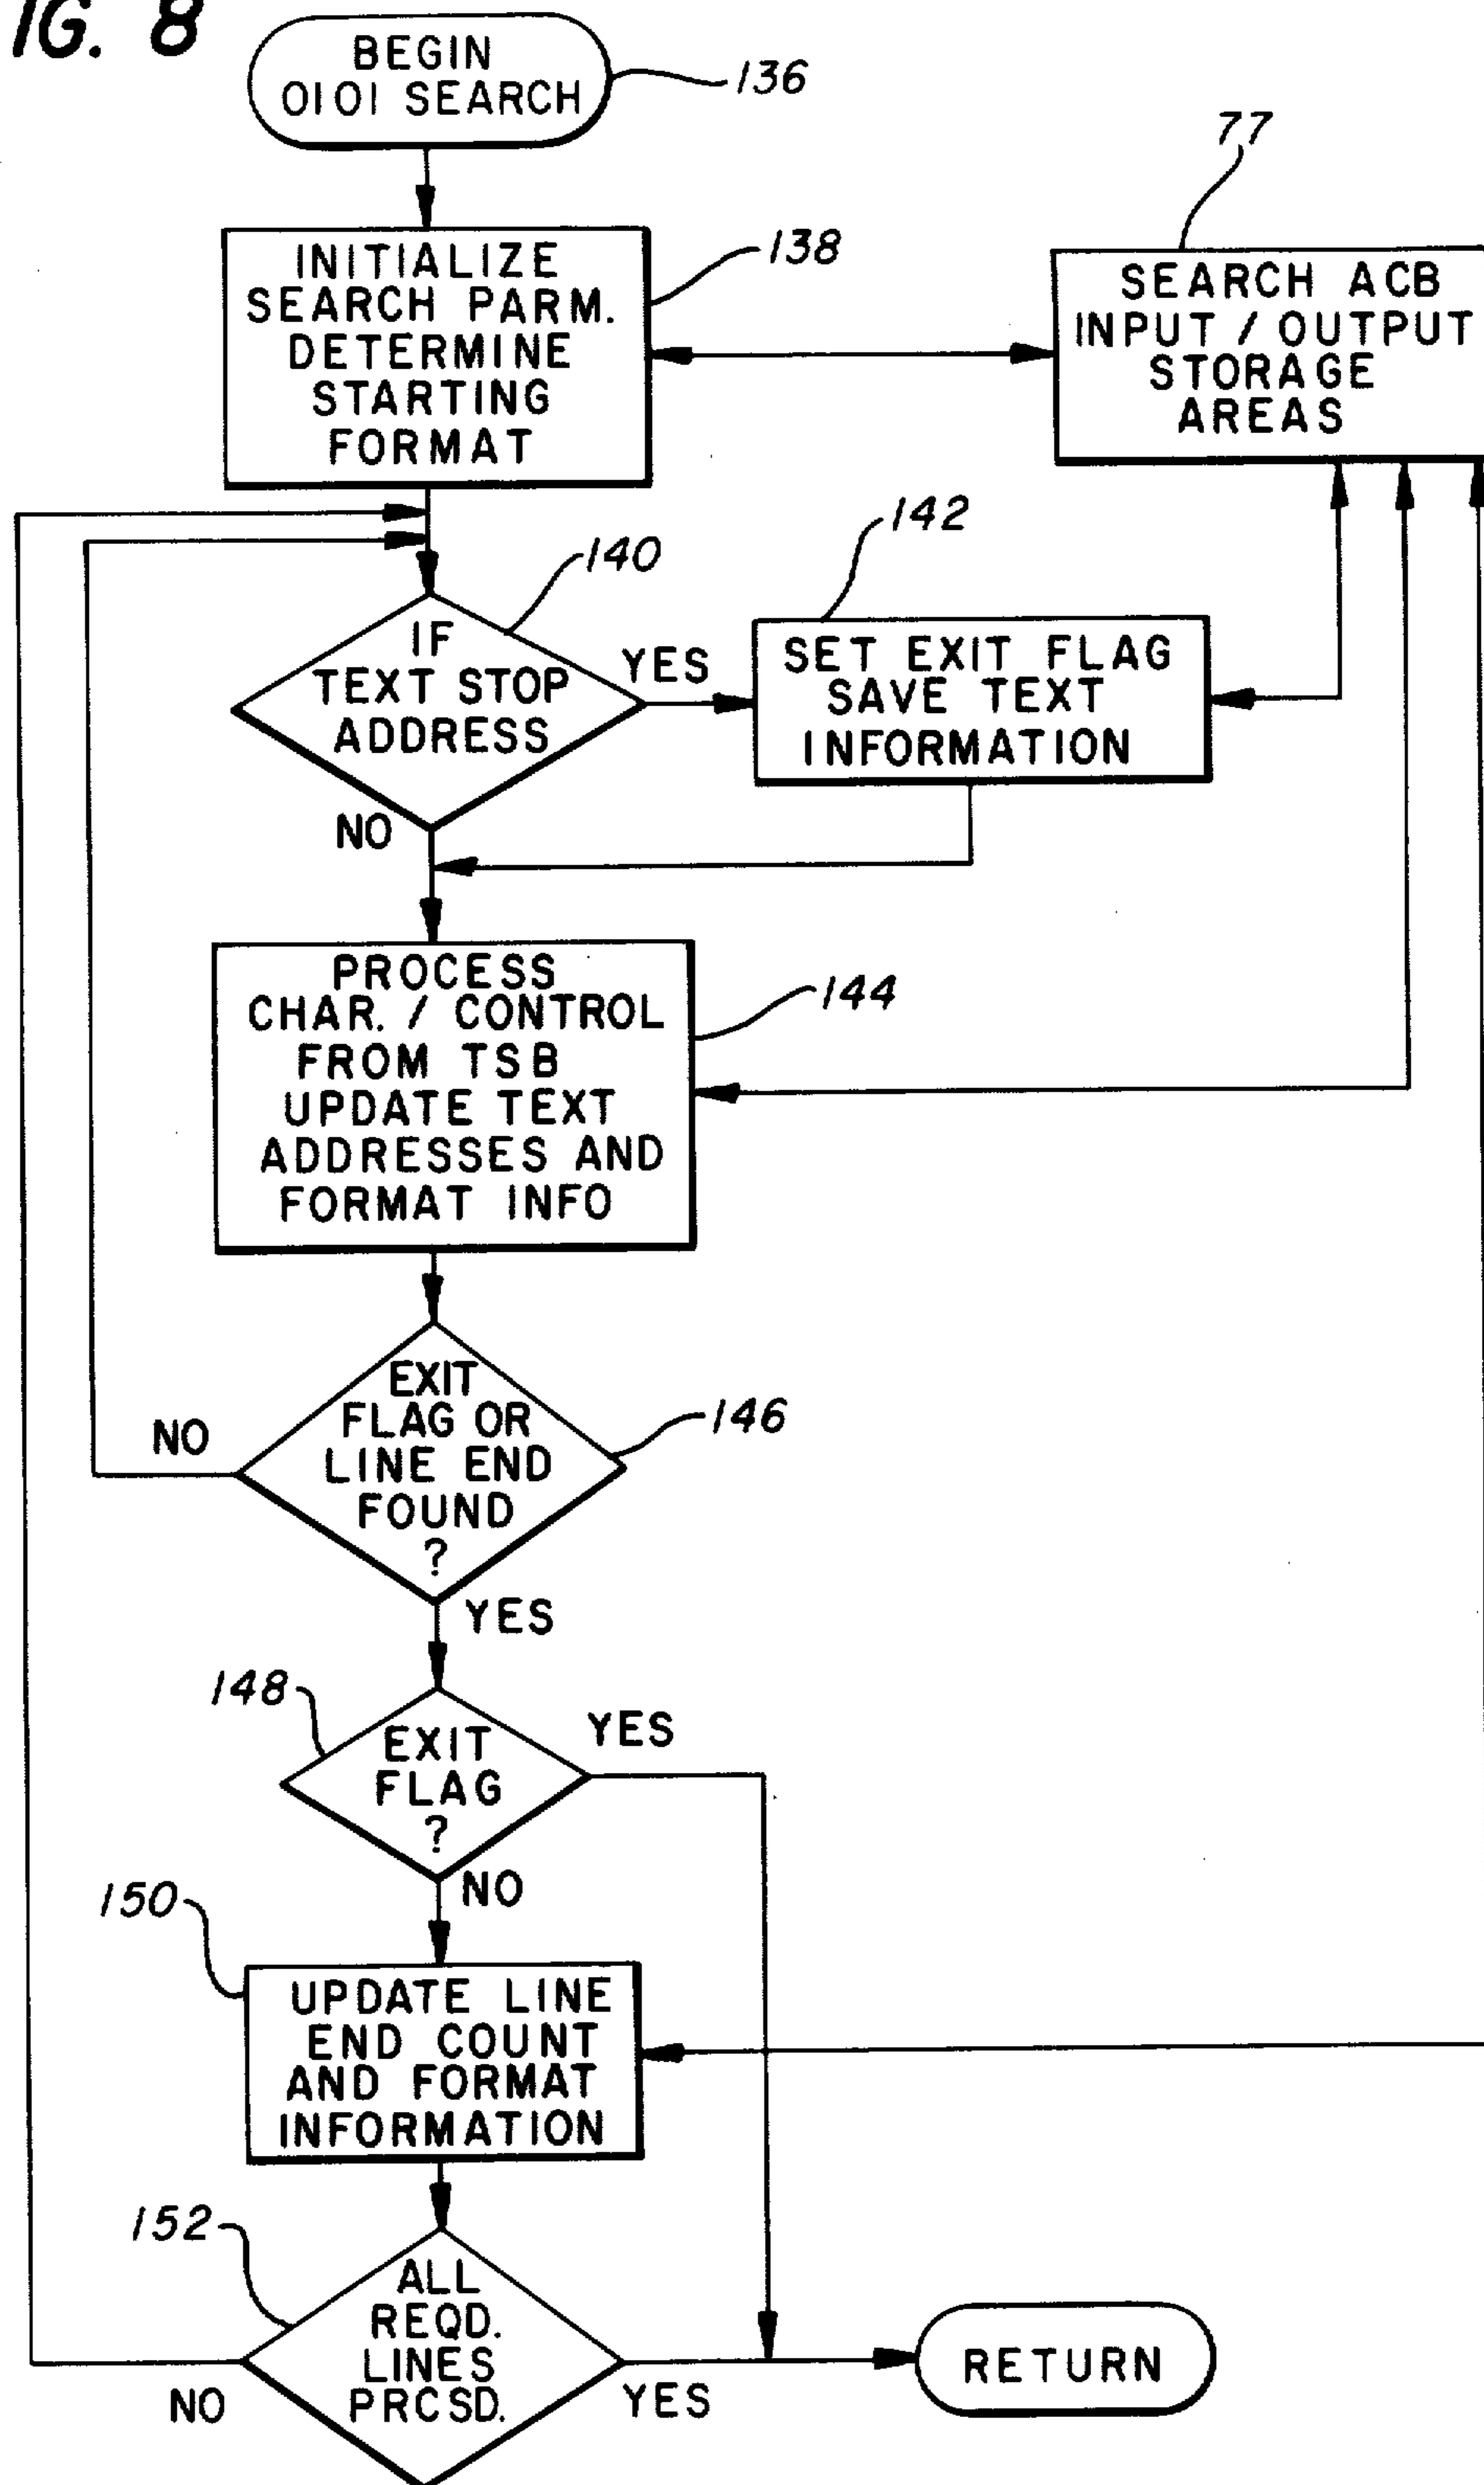 IG. 8
BEGIN
0101 SEARCH
136
77
INITIALIZE
SEARCH PARM.
DETERMINE
STARTING
FORMAT
138
SEARCH ACB
INPUT / OUTPUT
STORAGE
AREAS
142
140
IF
TEXT STOP
ADDRESS
YES
NO
SET EXIT FLAG
SAVE TEXT
INFORMATION
PROCESS
CHAR. / CONTROL
FROM TSB
UPDATE TEXT
ADDRESSES AND
FORMAT INFO
144
EXIT
FLAG OR
LINE END
FOUND
?
146
NO
YES
148
EXIT
FLAG
?
YES
NO
150
UPDATE LINE
END COUNT
AND FORMAT
INFORMATION
152
ALL
REQD.
LINES
PRCSD.
NO
YES
RETURN